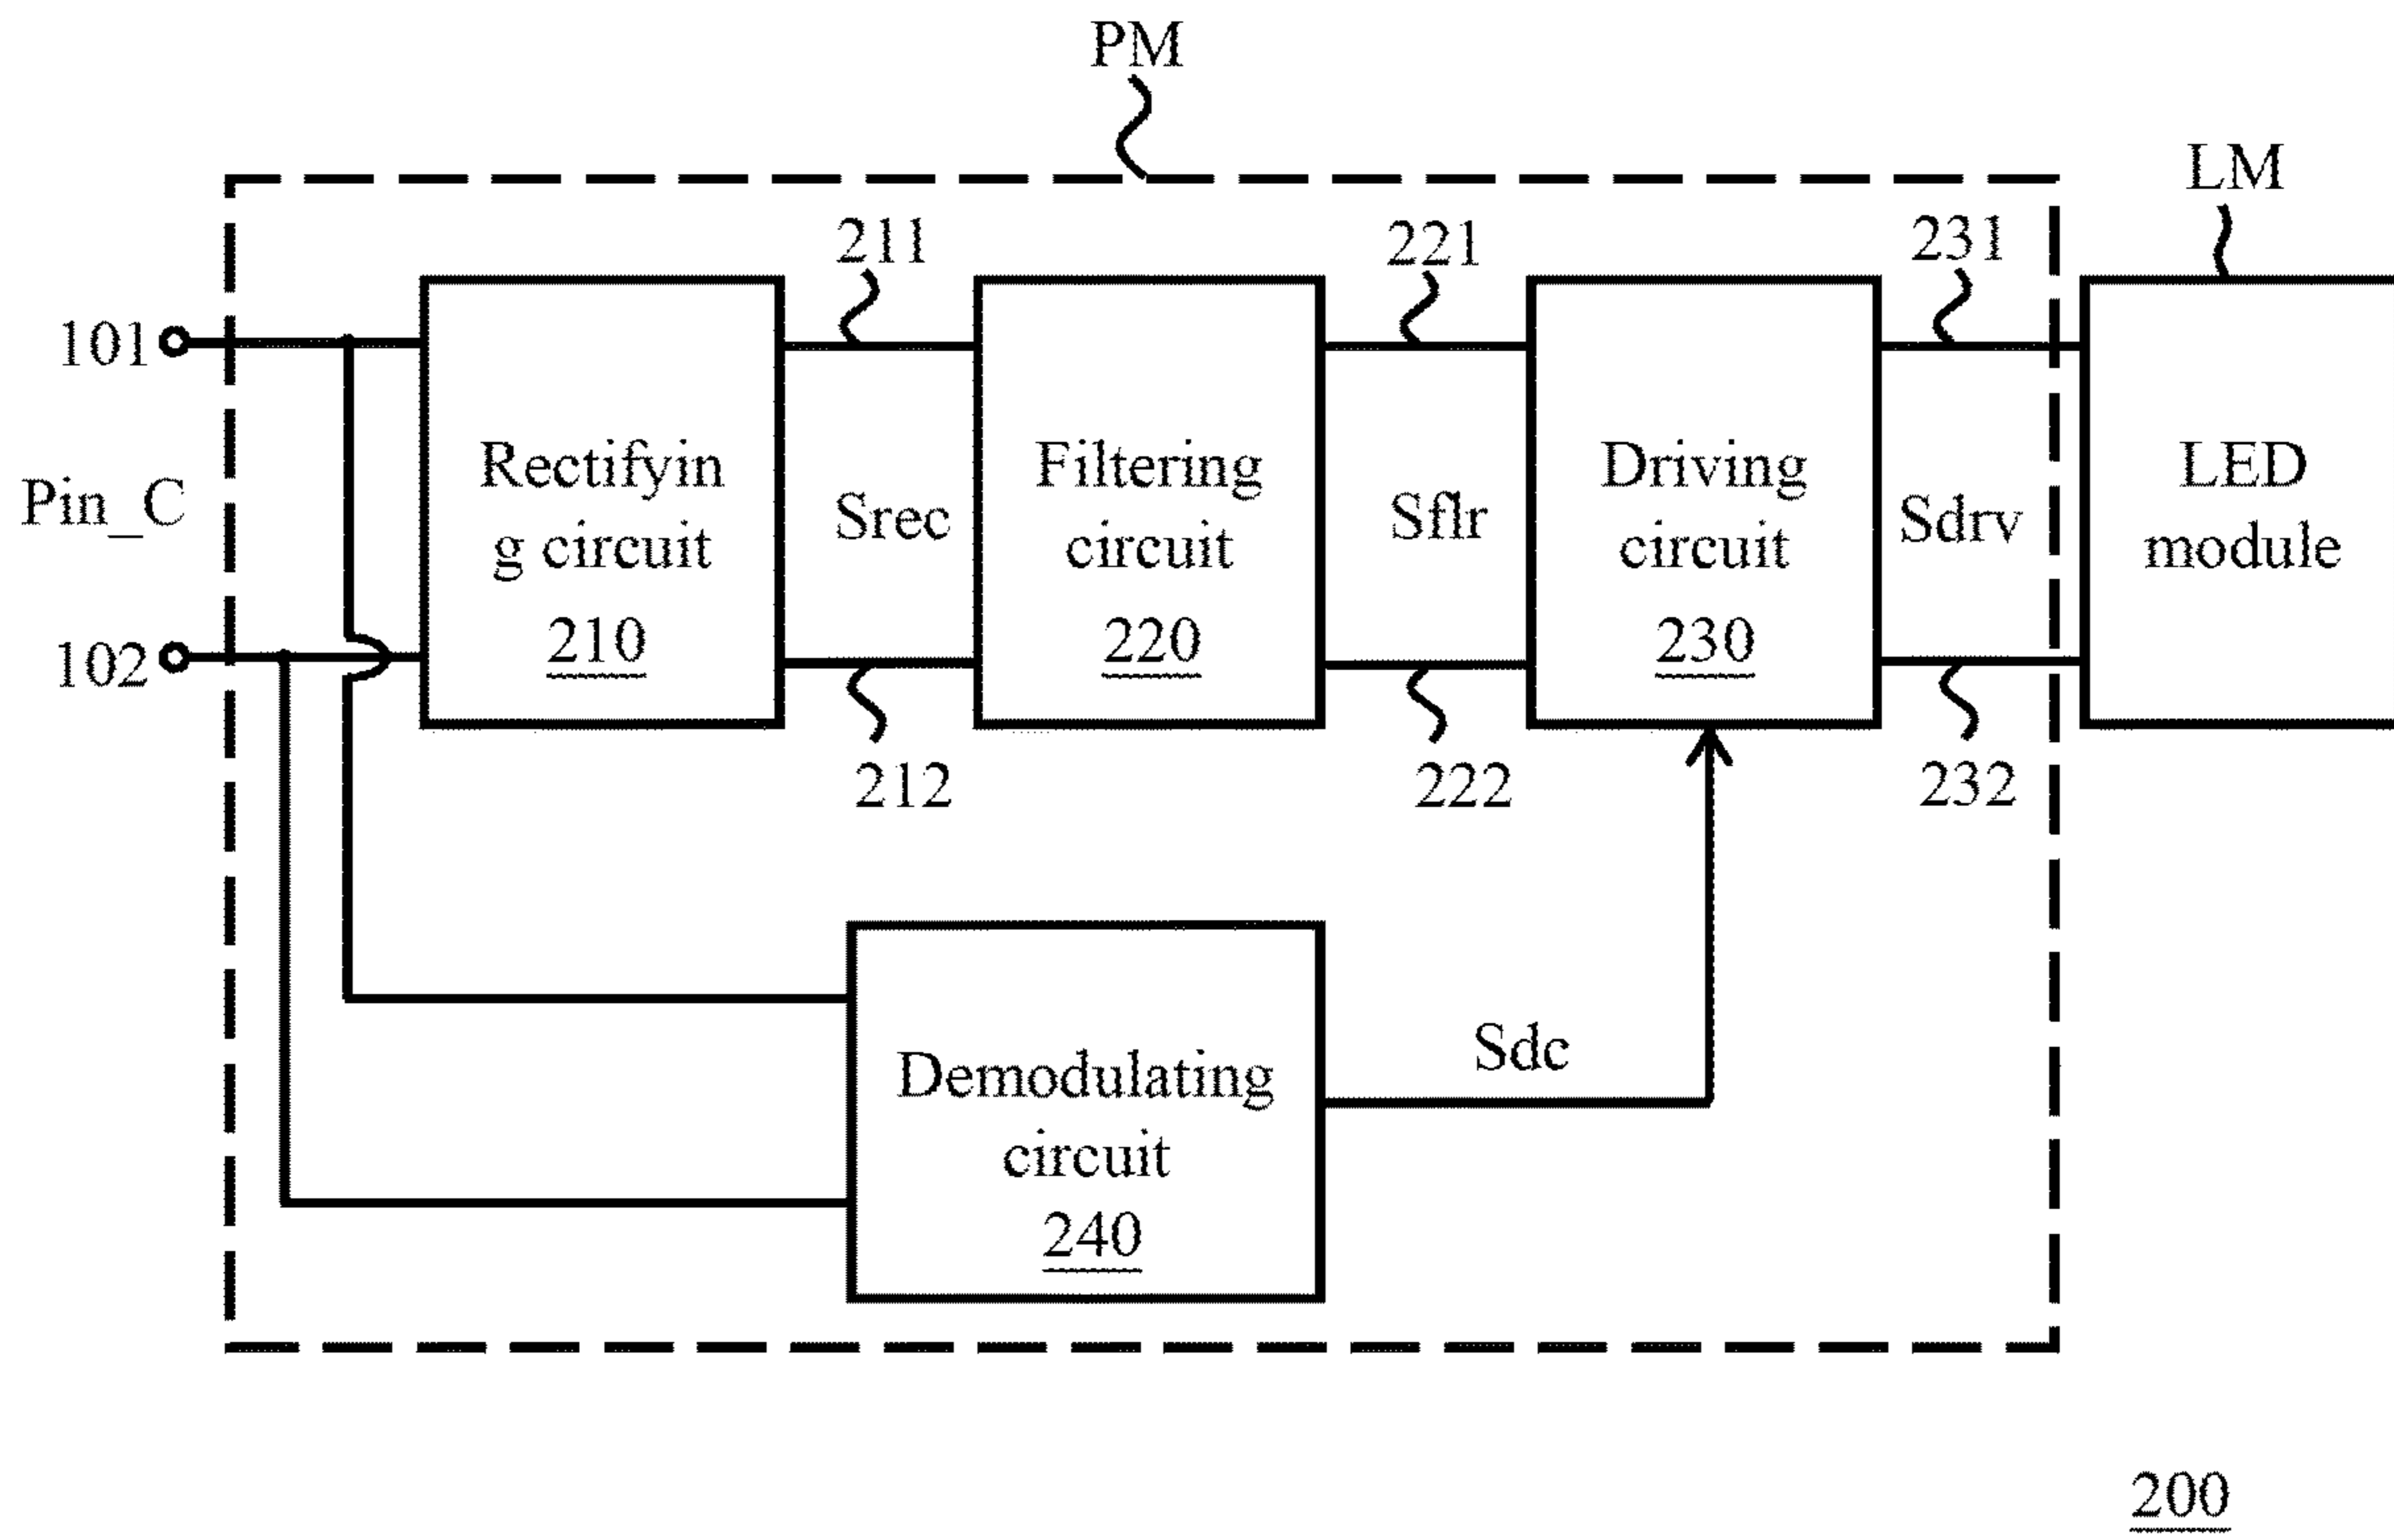 PM
LM
211
221
231
101
Rectifyin
g circuit
210
Srec
Filtering
circuit
220
Sflr
Driving
circuit
230
Sdrv
LED
module
Pin_C
102
212
222
232
Demodulating
circuit
240
Sdc
200